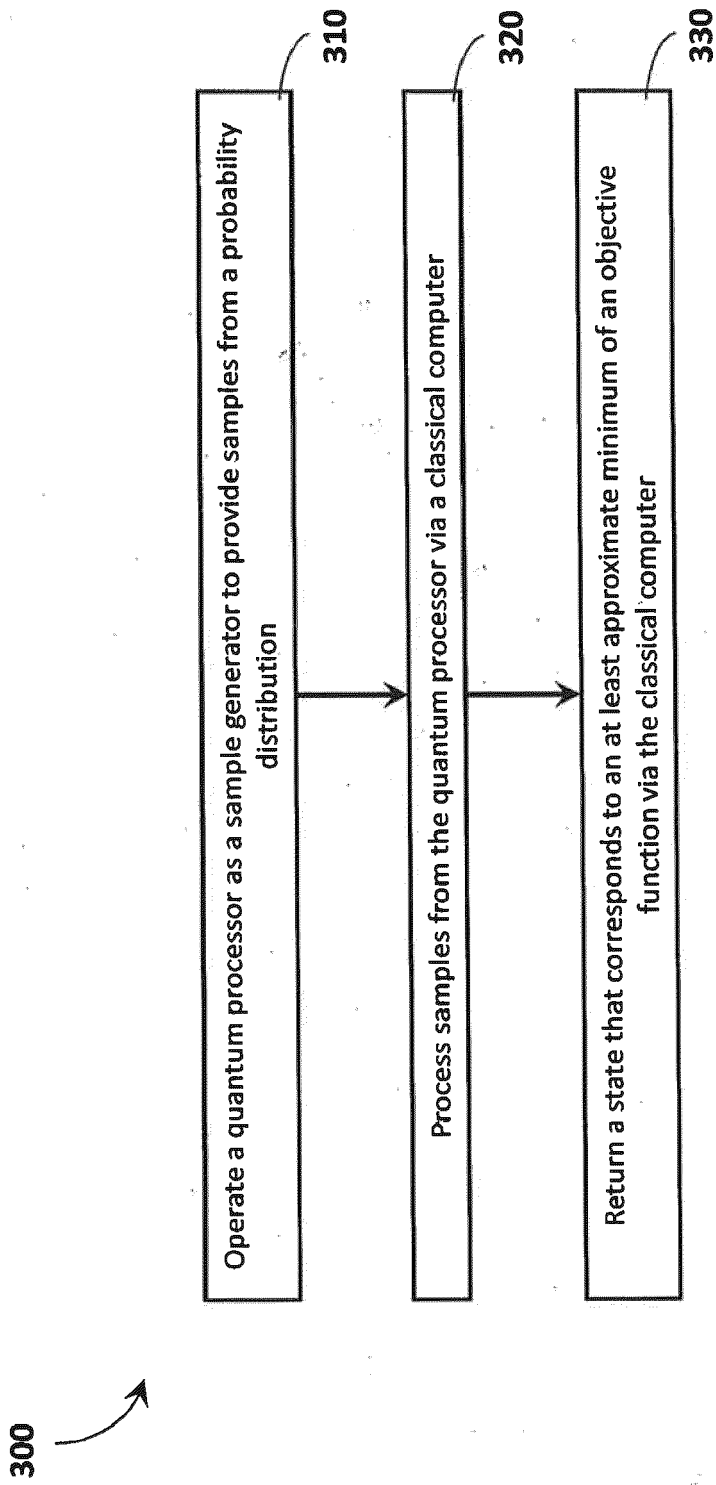 300
Operate a quantum processor as a sample generator to provide samples from a probability
distribution
310
Process samples from the quantum processor via a classical computer
320
Return a state that corresponds to an at least approximate minimum of an objective
function via the classical computer
330